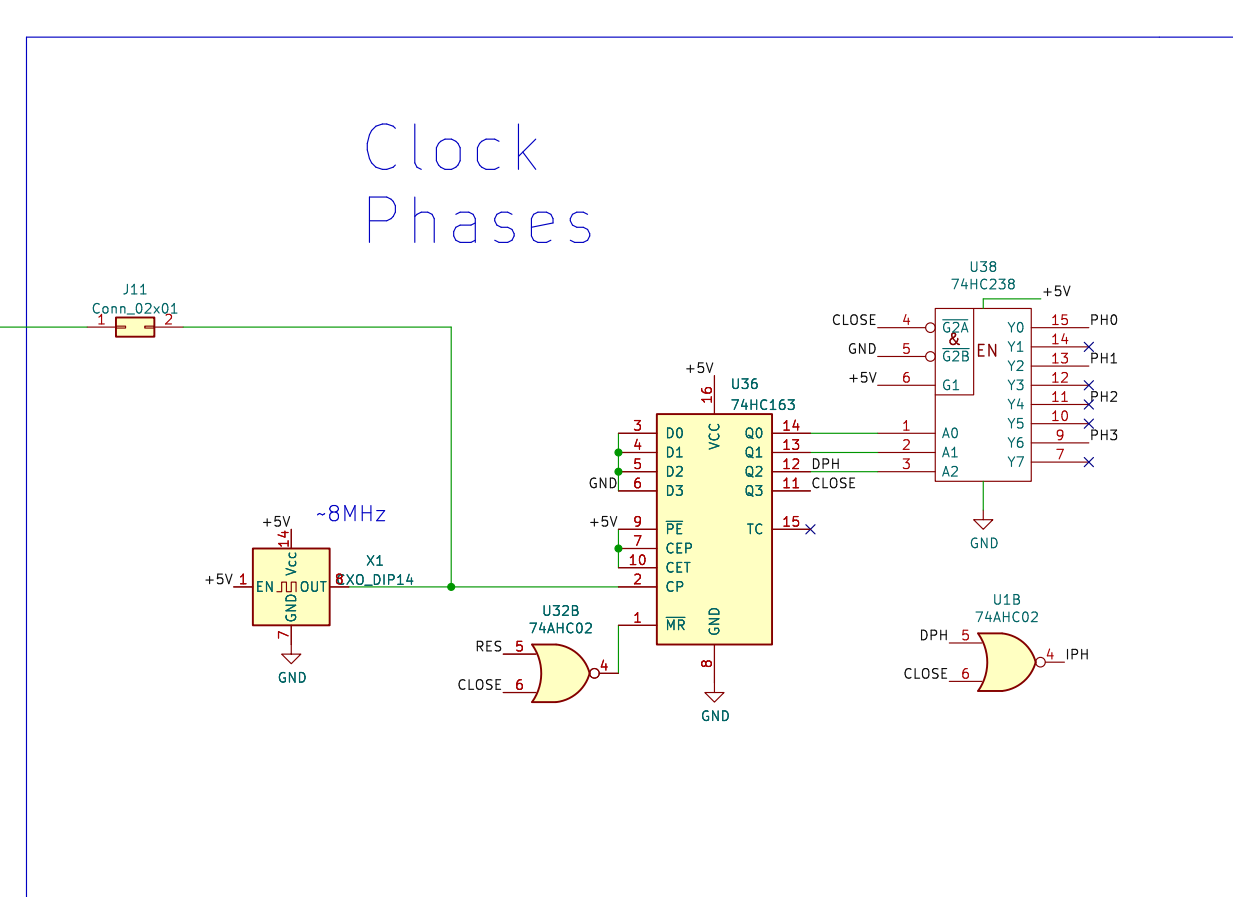 Clock
Phases
J11
Conn_02x01
1
2
U38
74HC238
+5V
CLOSE 4 G2A
GND 5 G2B
+5V 6 G1
& EN
1 A0
2 A1
3 A2
Y0 15 PH0
Y1 14
Y2 13 PH1
Y3 12
Y4 11 PH2
Y5 10
Y6 9 PH3
Y7 7
GND
+5V
16
U36
74HC163
VCC
3 D0
4 D1
5 D2
GND 6 D3
+5V 9 PE
7 CEP
10 CET
2 CP
1 MR
Q0 14
Q1 13
Q2 12 DPH
Q3 11 CLOSE
TC 15
GND
8
GND
~8MHz
+5V
14
Vcc
X1
CXO_DIP14
+5V 1 EN OUT 8
GND
7
GND
U32B
74AHC02
RES 5
CLOSE 6
4
U1B
74AHC02
DPH 5
CLOSE 6
4 IPH